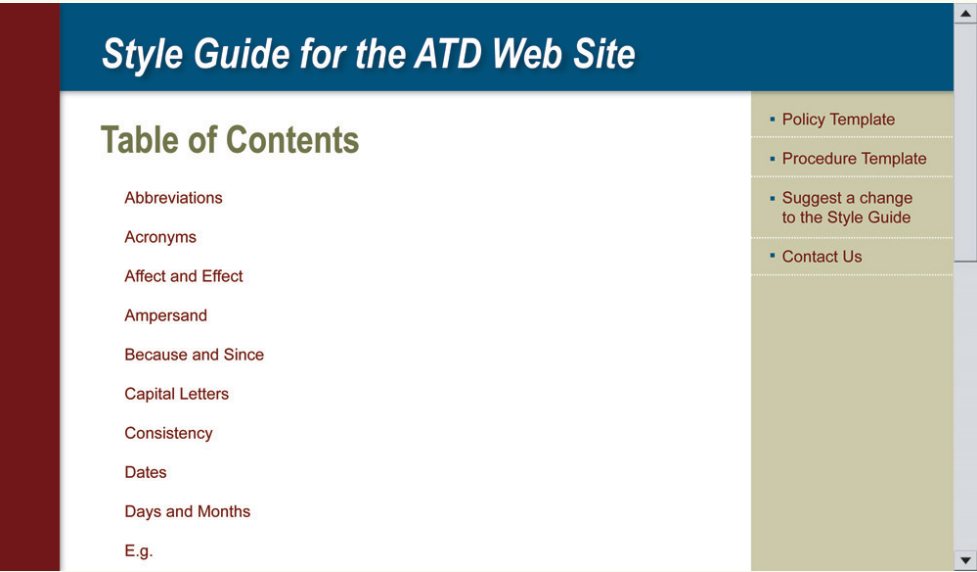 Style Guide for the ATD Web Site
Table of Contents
Abbreviations
Acronyms
Affect and Effect
Ampersand
Because and Since
Capital Letters
Consistency
Dates
Days and Months
E.g.
Policy Template
Procedure Template
Suggest a change
to the Style Guide
Contact Us